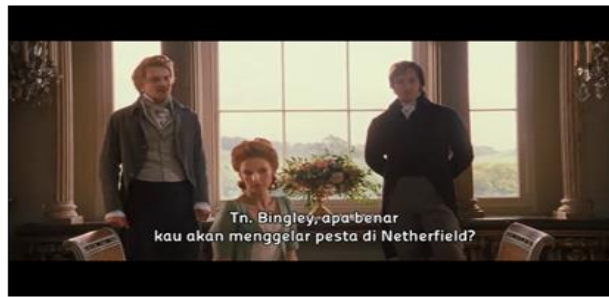 Tn. Bingley, apa benar
kau akan menggelar pesta di Netherfield?